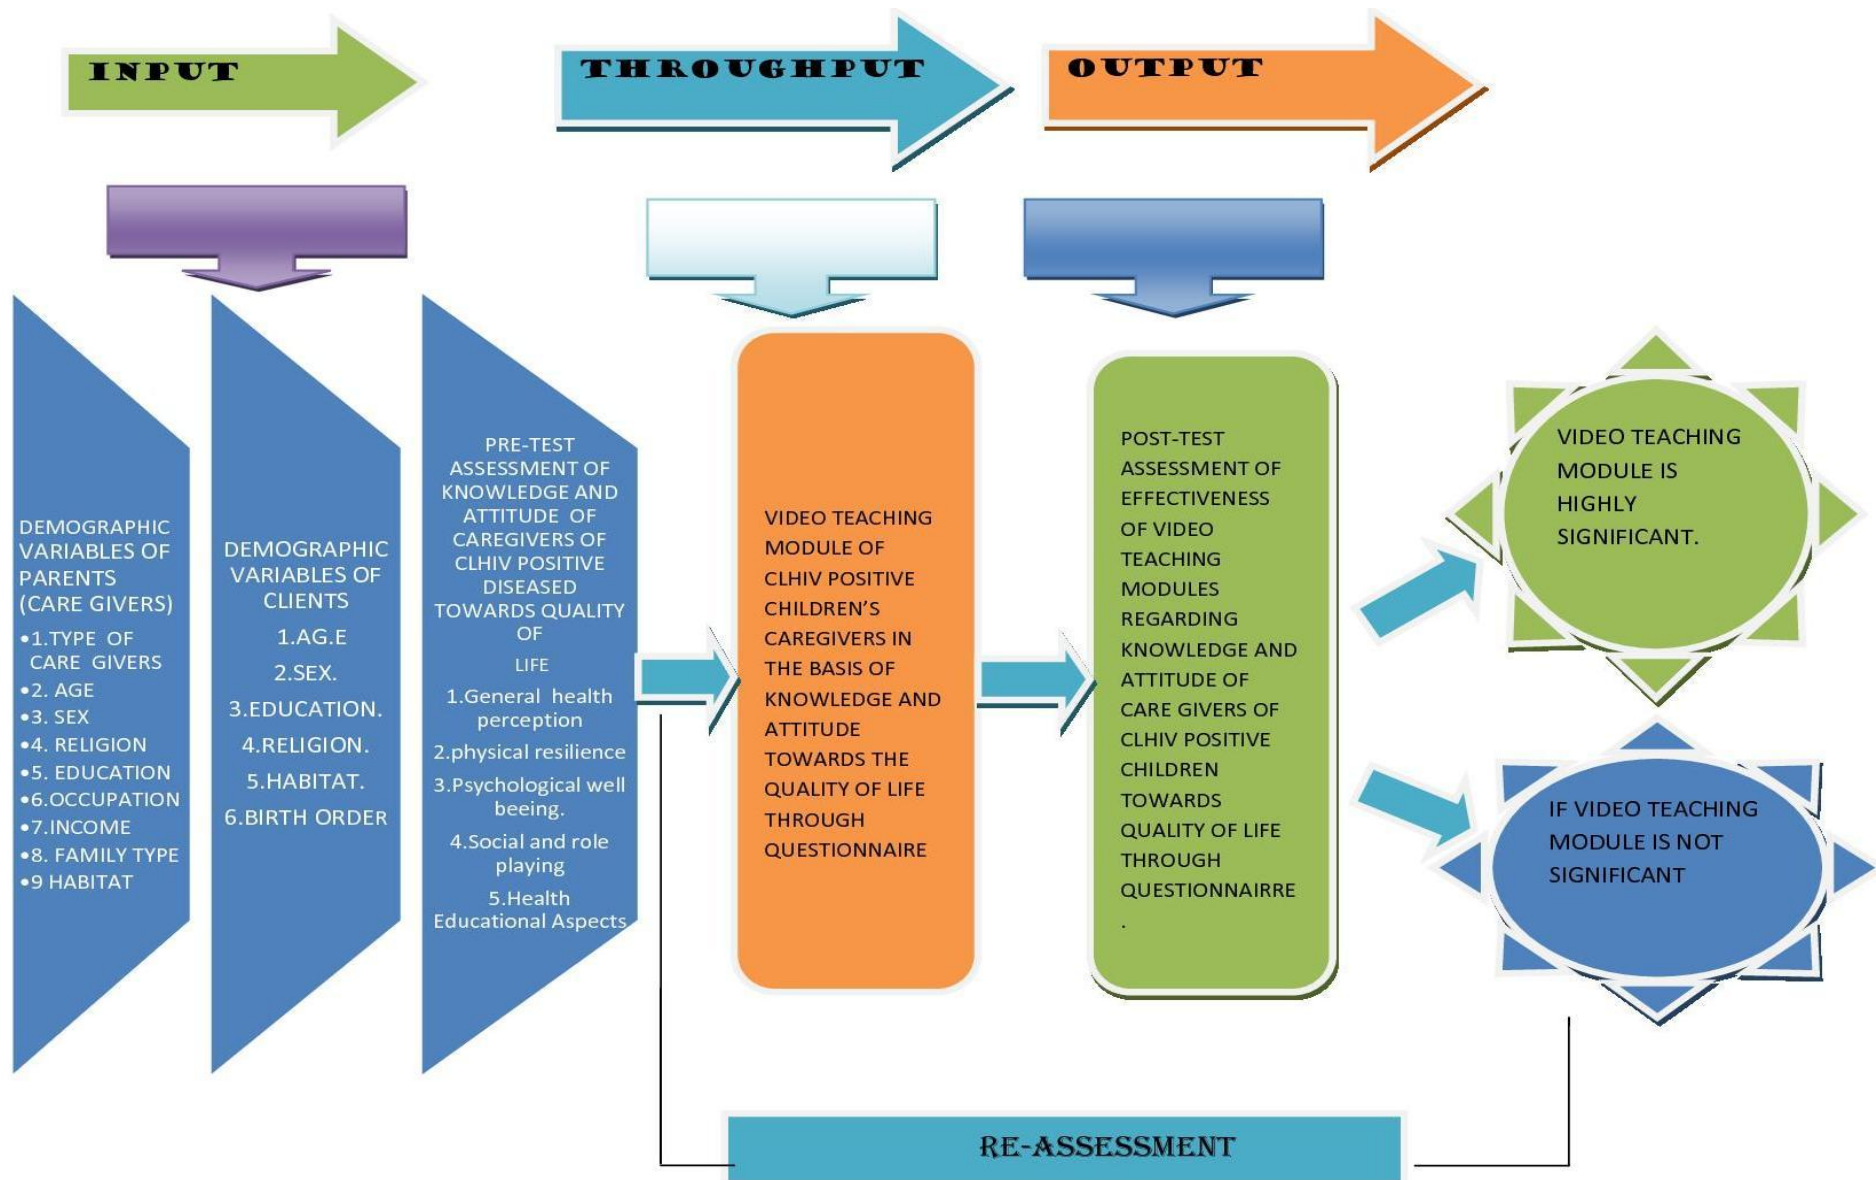 INPUT
THROUGHPUT
OUTPUT
DEMOGRAPHIC
VARIABLES OF
PARENTS
(CARE GIVERS)
•1.TYPE OF
CARE GIVERS
•2. AGE
•3. SEX
•4. RELIGION
•5. EDUCATION
•6.OCCUPATION
•7.INCOME
•8. FAMILY TYPE
•9 HABITAT
DEMOGRAPHIC
VARIABLES OF
CLIENTS
1.AG.E
2.SEX.
3.EDUCATION.
4.RELIGION.
5.HABITAT.
6.BIRTH ORDER
PRE-TEST
ASSESSMENT OF
KNOWLEDGE AND
ATTITUDE OF
CAREGIVERS OF
CLHIV POSITIVE
DISEASED
TOWARDS QUALITY
OF
LIFE
1.General health
perception
2.physical resilience
3.Psychological well
beeing.
4.Social and role
playing
5.Health
Educational Aspects
VIDEO TEACHING
MODULE OF
CLHIV POSITIVE
CHILDREN’S
CAREGIVERS IN
THE BASIS OF
KNOWLEDGE AND
ATTITUDE
TOWARDS THE
QUALITY OF LIFE
THROUGH
QUESTIONNAIRE
POST-TEST
ASSESSMENT OF
EFFECTIVENESS
OF VIDEO
TEACHING
MODULES
REGARDING
KNOWLEDGE AND
ATTITUDE OF
CARE GIVERS OF
CLHIV POSITIVE
CHILDREN
TOWARDS
QUALITY OF LIFE
THROUGH
QUESTIONNAIRRE
.
VIDEO TEACHING
MODULE IS
HIGHLY
SIGNIFICANT.
IF VIDEO TEACHING
MODULE IS NOT
SIGNIFICANT
RE-ASSESSMENT